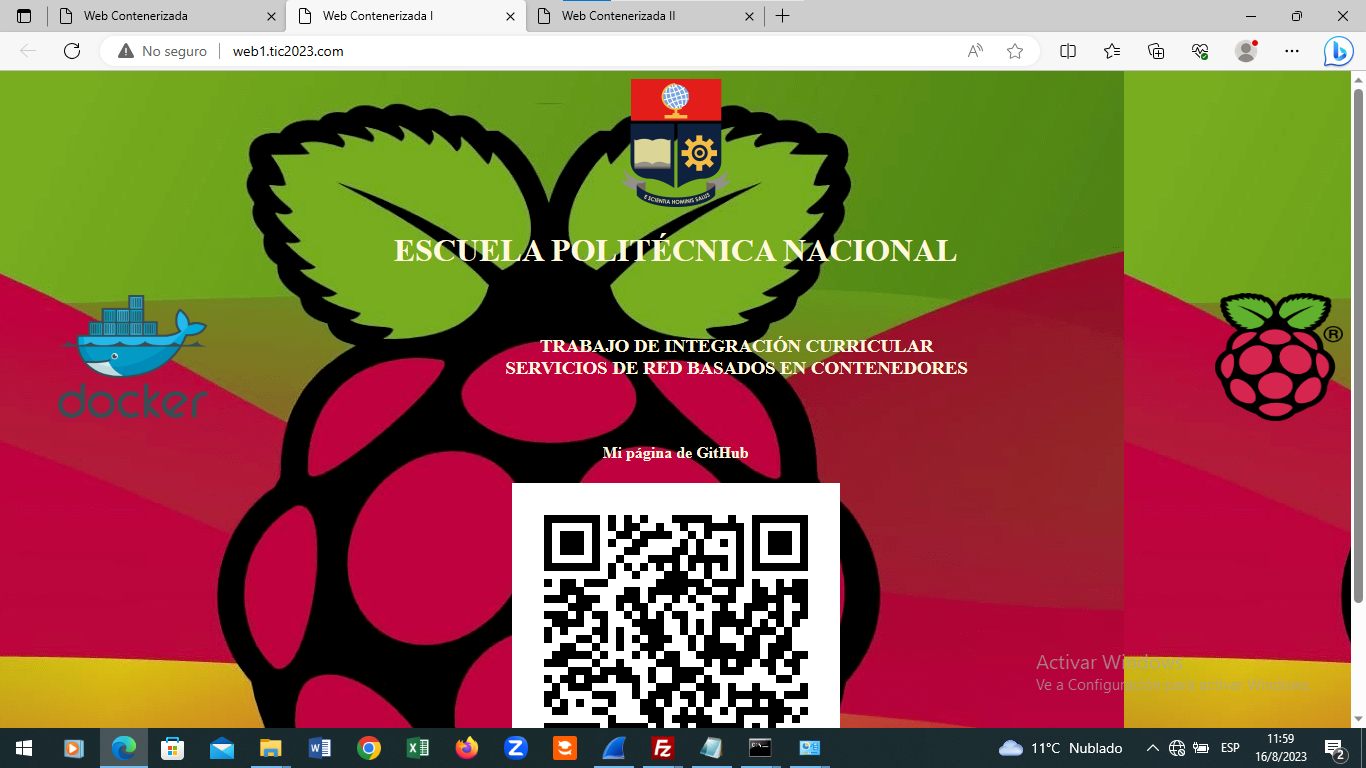 Web Contenerizada
Web Contenerizada I
Web Contenerizada II
No seguro
web1.tic2023.com
E SCIENTIA HOMINIS SALUS
ESCUELA POLITÉCNICA NACIONAL
docker
®
TRABAJO DE INTEGRACIÓN CURRICULAR
SERVICIOS DE RED BASADOS EN CONTENEDORES
Mi página de GitHub
Activar Windows
Ve a Configuración para activar Windows.
11°C Nublado
ESP
11:59
16/8/2023
2